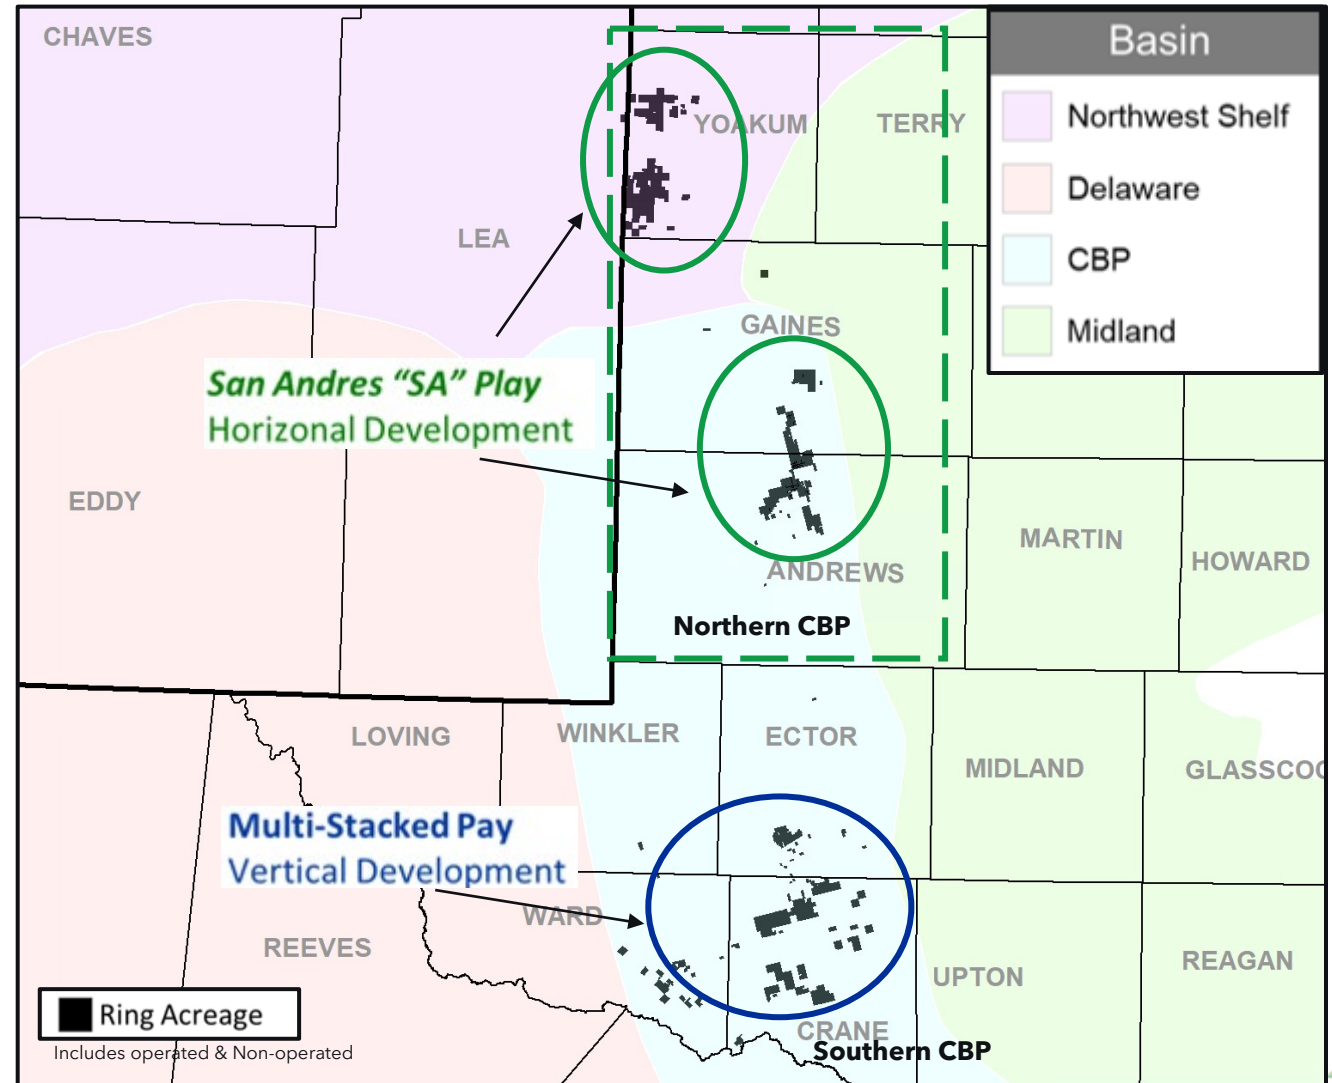 CHAVES
Basin
Northwest Shelf
Delaware
CBP
Midland
YOAKUM
TERRY
LEA
GAINES
San Andres “SA” Play
Horizonal Development
EDDY
MARTIN
HOWARD
ANDREWS
Northern CBP
LOVING
WINKLER
ECTOR
MIDLAND
GLASSCOC
Multi-Stacked Pay
Vertical Development
WARD
REEVES
UPTON
REAGAN
Ring Acreage
Includes operated & Non-operated
CRANE
Southern CBP